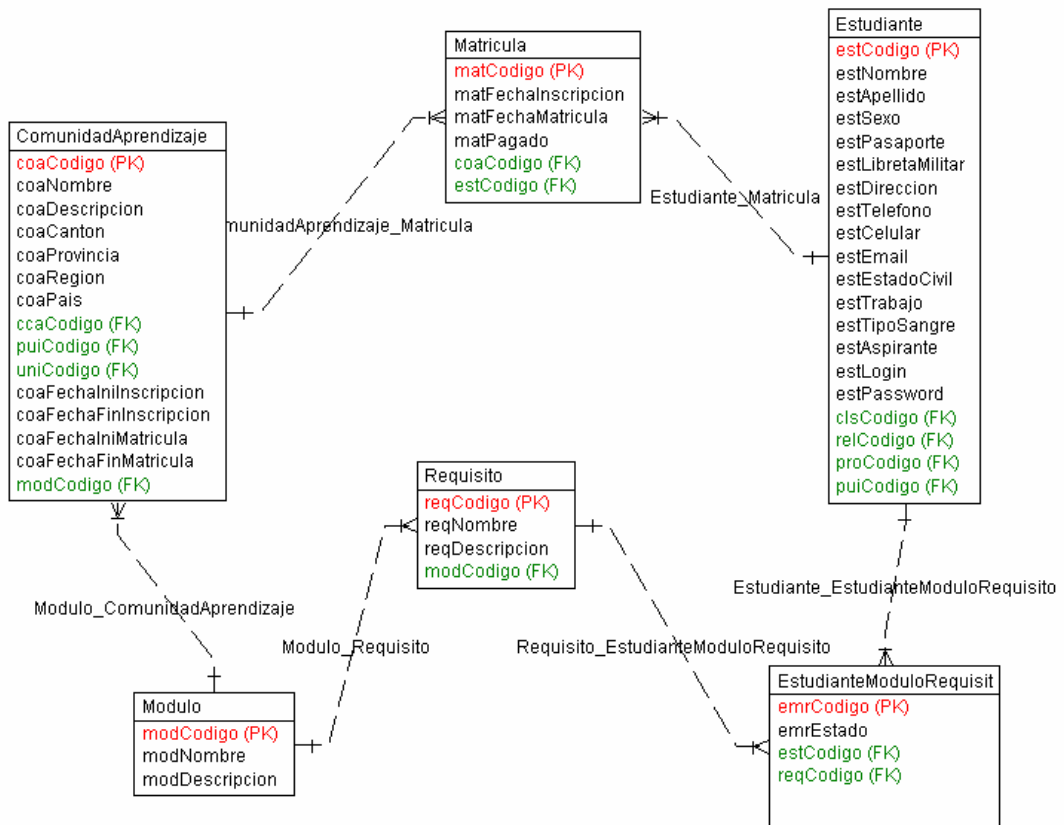 Matricula
matCodigo (PK)
matFechaInscripcion
matFechaMatricula
matPagado
coaCodigo (FK)
estCodigo (FK)
Estudiante
estCodigo (PK)
estNombre
estApellido
estSexo
estPasaporte
estLibretaMilitar
estDireccion
estTelefono
estCelular
estEmail
estEstadoCivil
estTrabajo
estTipoSangre
estAspirante
estLogin
estPassword
clsCodigo (FK)
relCodigo (FK)
proCodigo (FK)
puiCodigo (FK)
ComunidadAprendizaje
coaCodigo (PK)
coaNombre
coaDescripcion
coaCanton
coaProvincia
coaRegion
coaPais
ccaCodigo (FK)
puiCodigo (FK)
uniCodigo (FK)
coaFechaIniInscripcion
coaFechaFinInscripcion
coaFechaIniMatricula
coaFechaFinMatricula
modCodigo (FK)
munidadAprendizaje_Matricula
Estudiante_Matricula
Requisito
reqCodigo (PK)
reqNombre
reqDescripcion
modCodigo (FK)
Modulo_ComunidadAprendizaje
Modulo_Requisito
Requisito_EstudianteModuloRequisito
Estudiante_EstudianteModuloRequisito
Modulo
modCodigo (PK)
modNombre
modDescripcion
EstudianteModuloRequisit
emrCodigo (PK)
emrEstado
estCodigo (FK)
reqCodigo (FK)